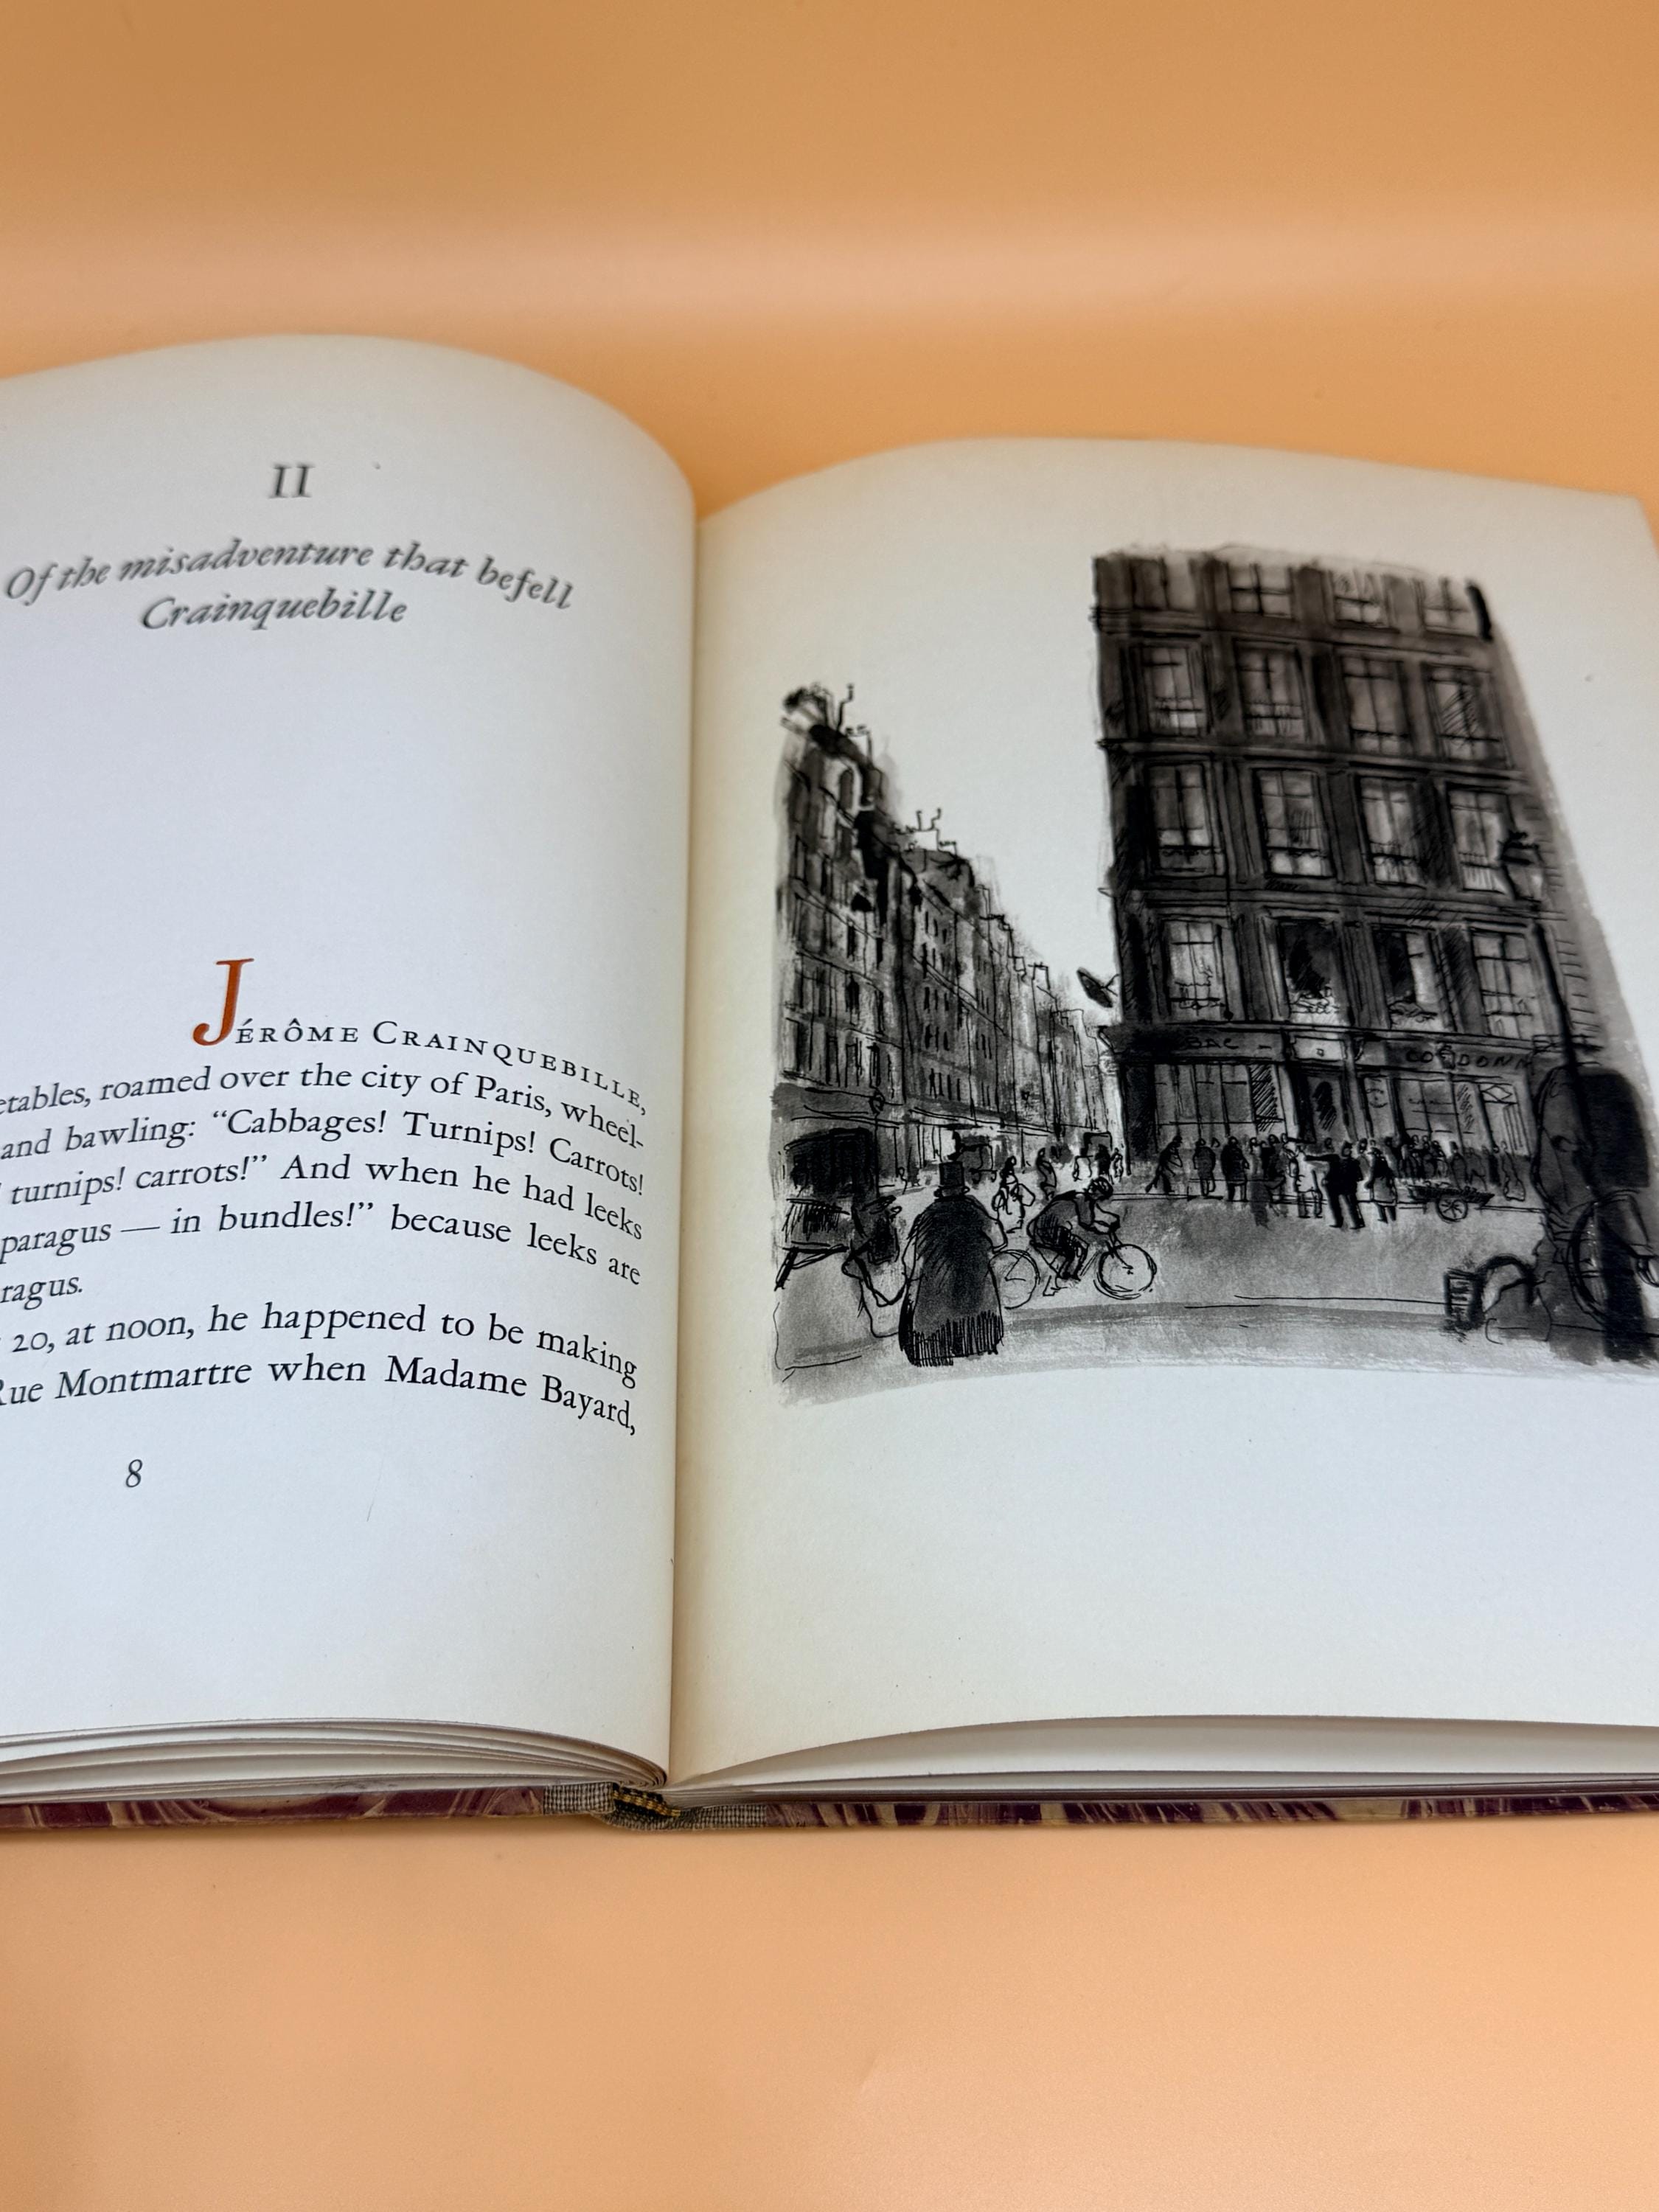 II
Of the misadventure that befell
Crainquebille
JÉRÔME CRAINQUEBILLE,
etables, roamed over the city of Paris, wheel-
and bawling: “Cabbages! Turnips! Carrots!
turnips! carrots!” And when he had leeks
paragus — in bundles!” because leeks are
ragus.
20, at noon, he happened to be making
Rue Montmartre when Madame Bayard,
8
BAC